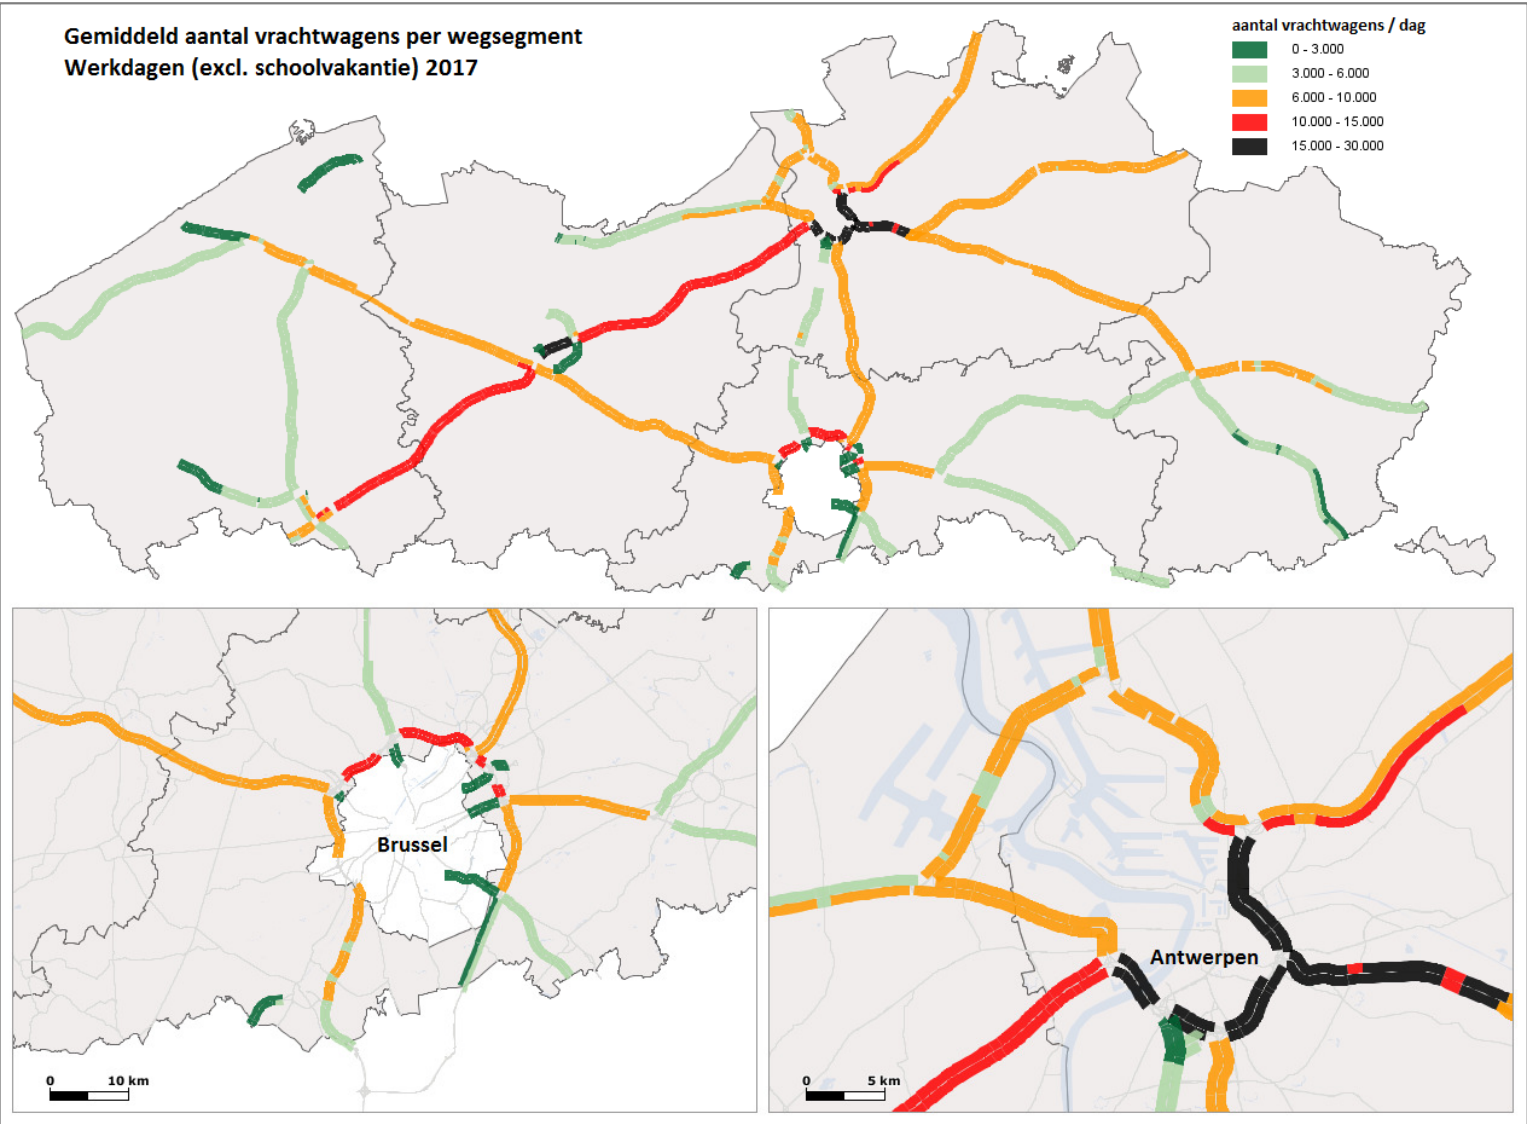 Gemiddeld aantal vrachtwagens per wegsegment
Werkdagen (excl. schoolvakantie) 2017
aantal vrachtwagens / dag
0 - 3.000
3.000 - 6.000
6.000 - 10.000
10.000 - 15.000
15.000 - 30.000
Brussel
0 10 km
Antwerpen
0 5 km